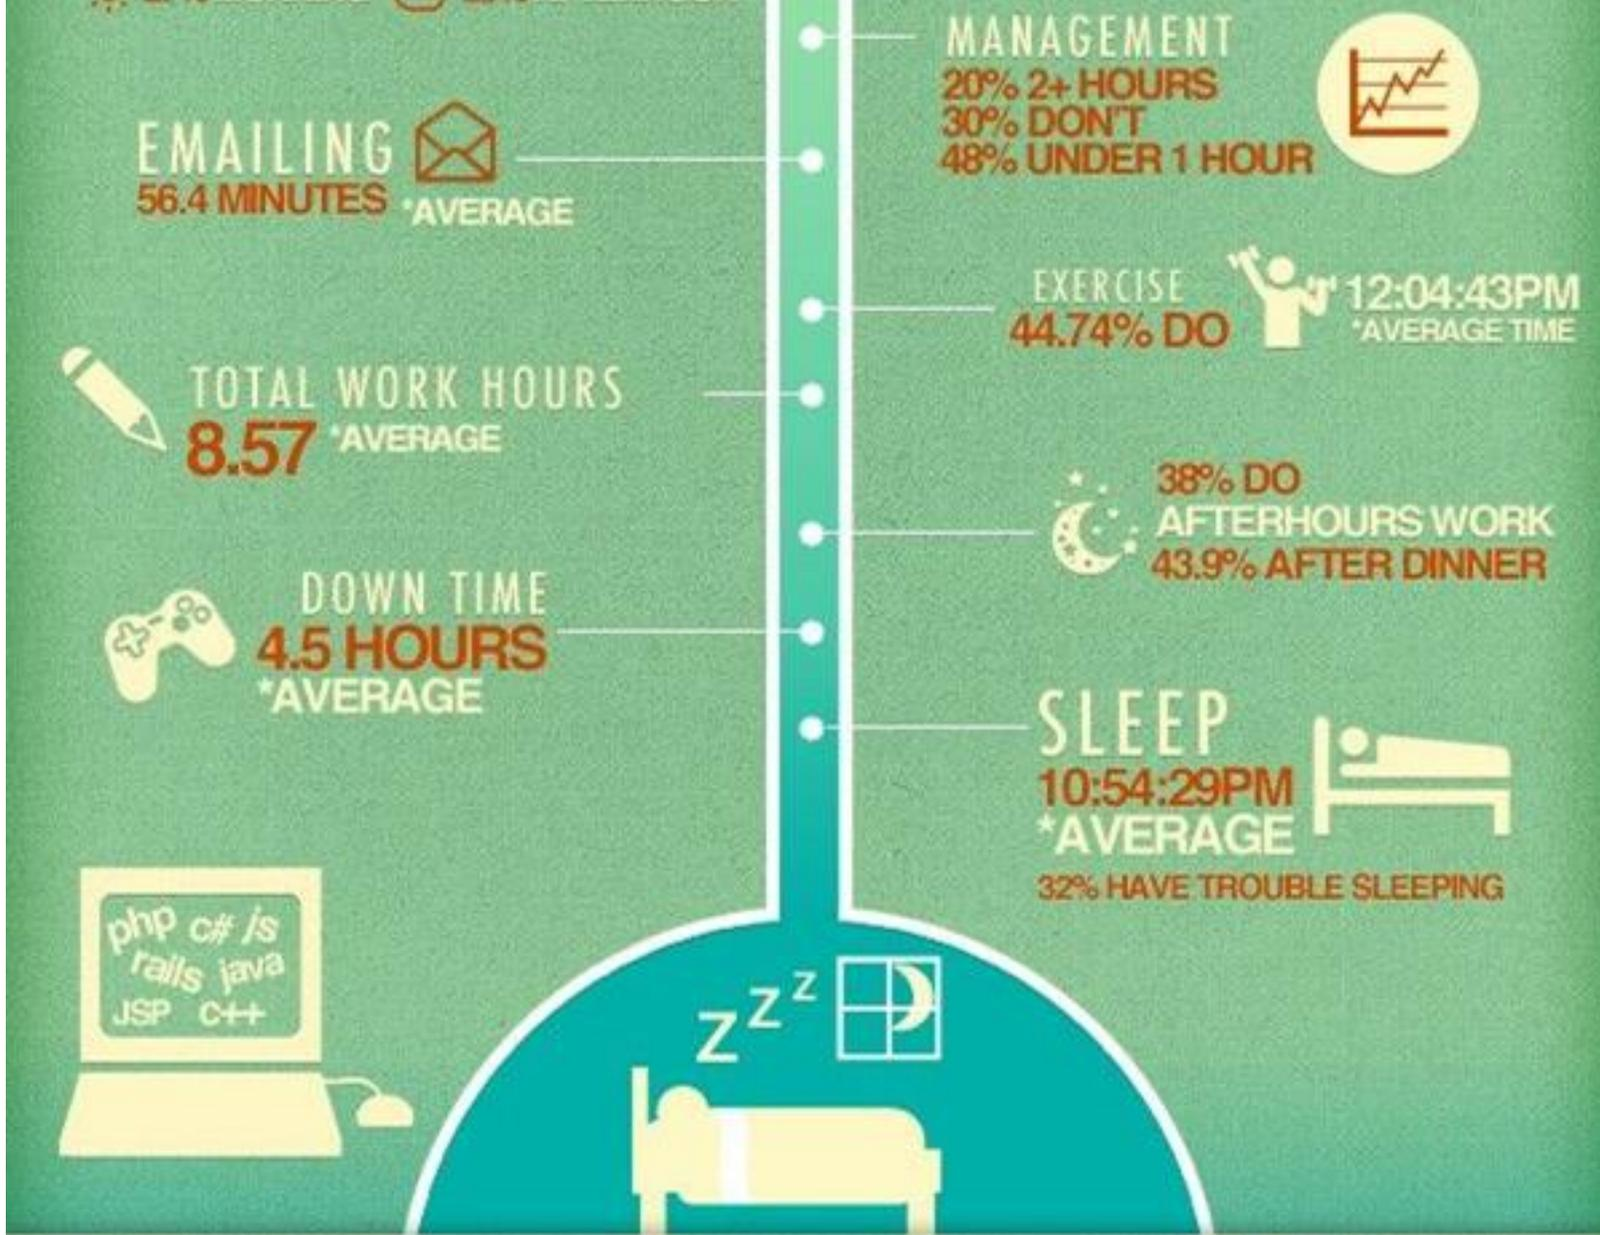 MANAGEMENT
20% 2+ HOURS
30% DON'T
48% UNDER 1 HOUR
EMAILING
56.4 MINUTES *AVERAGE
EXERCISE
44.74% DO
12:04:43PM
*AVERAGE TIME
TOTAL WORK HOURS
8.57 *AVERAGE
38% DO
AFTERHOURS WORK
43.9% AFTER DINNER
DOWN TIME
4.5 HOURS
*AVERAGE
SLEEP
10:54:29PM
*AVERAGE
32% HAVE TROUBLE SLEEPING
php c# js
rails java
JSP C++
z z z